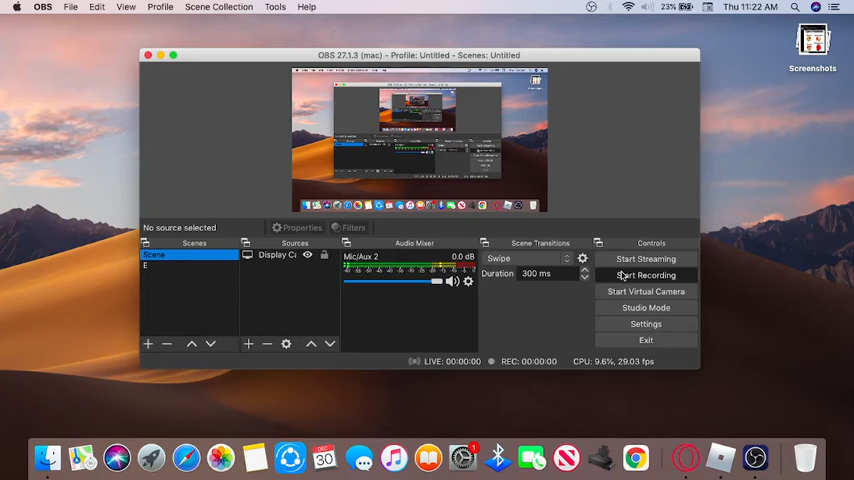 OBS File Edit View Profile Scene Collection Tools Help 23% Thu 11:22 AM
OBS 27.1.3 (mac) - Profile: Untitled - Scenes: Untitled
Screenshots
No source selected Properties Filters
Scenes Sources Audio Mixer Scene Transitions Controls
Scene Display Ca Mic/Aux 2 0.0 dB Swipe Start Streaming
E Duration 300 ms Start Recording
Start Virtual Camera
Studio Mode
Settings
Exit
LIVE: 00:00:00 REC: 00:00:00 CPU: 9.6%, 29.03 fps
DEC
30
1